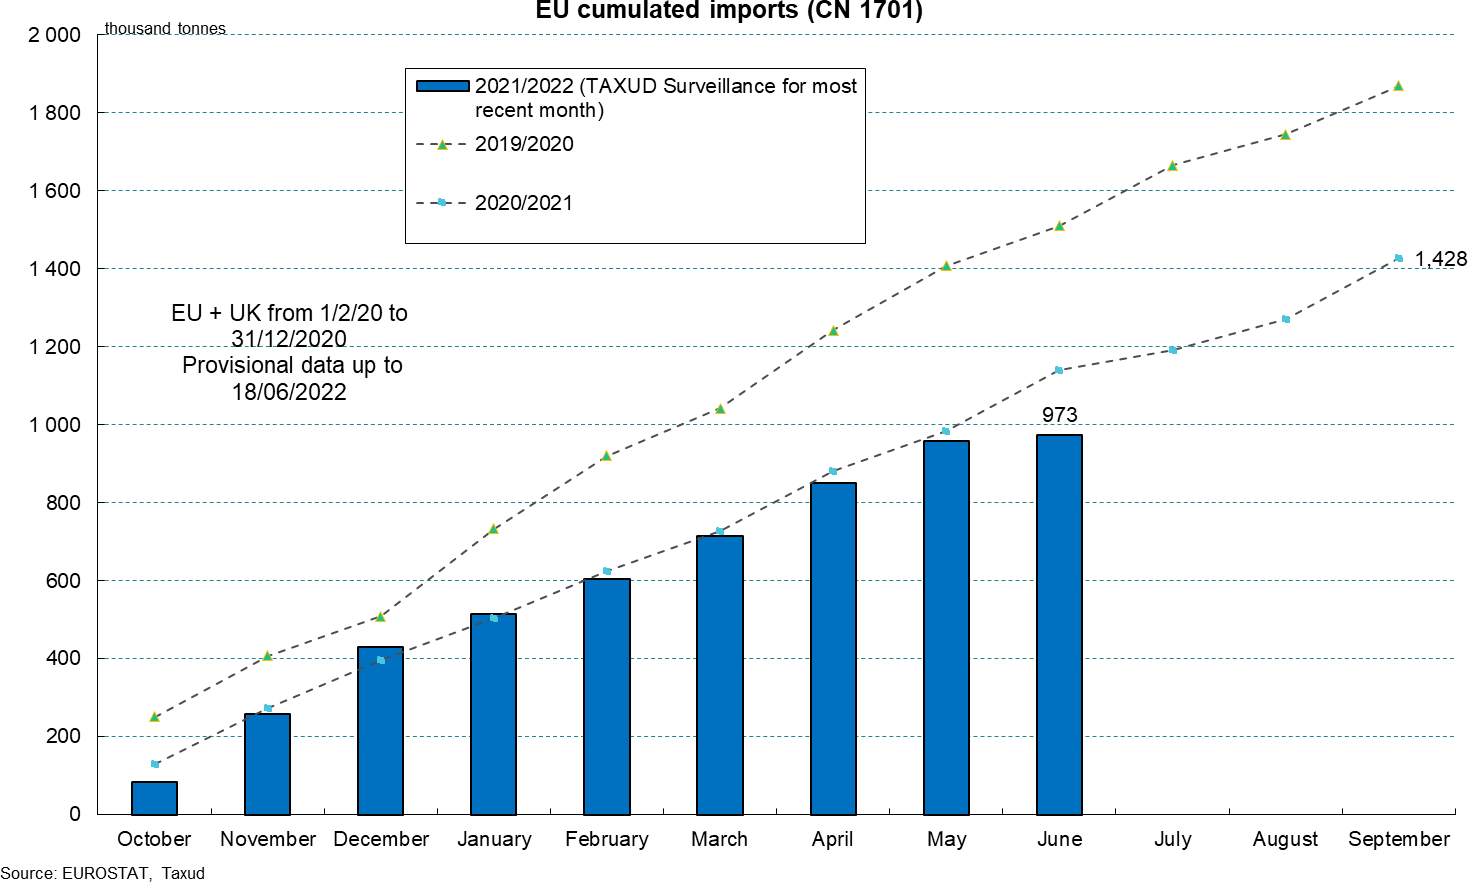 EU cumulated imports (CN 1701)
thousand tonnes
2 000
1 800
1 600
1 400
1 200
1 000
800
600
400
200
0
2021/2022 (TAXUD Surveillance for most
recent month)
2019/2020
2020/2021
EU + UK from 1/2/20 to
31/12/2020
Provisional data up to
18/06/2022
1,428
973
October November December January February March April May June July August September
Source: EUROSTAT, Taxud